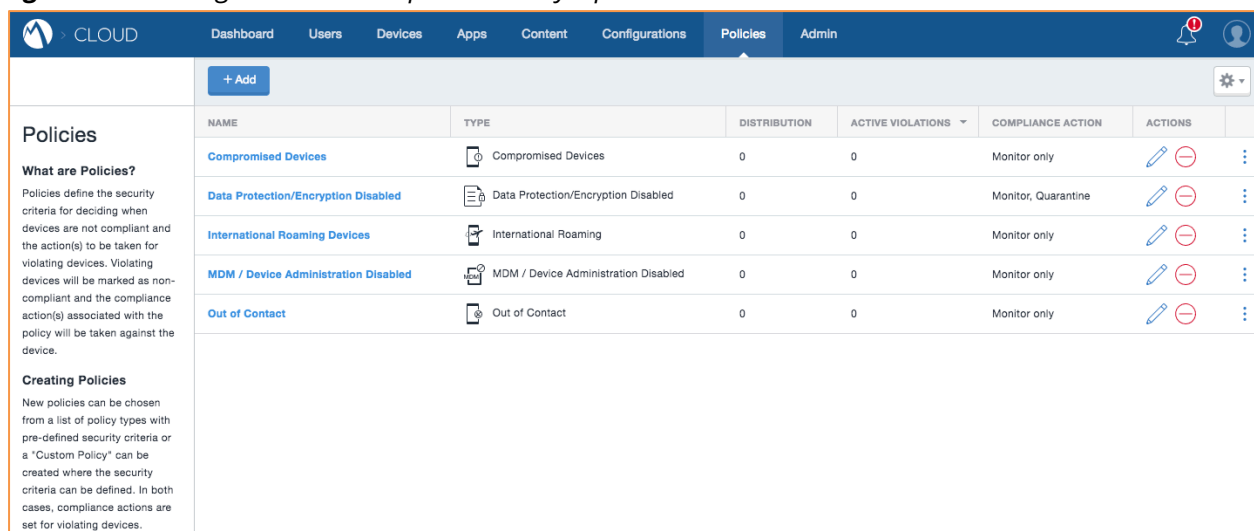 > CLOUD Dashboard Users Devices Apps Content Configurations Policies Admin
+ Add
Policies
What are Policies?
Policies define the security
criteria for deciding when
devices are not compliant and
the action(s) to be taken for
violating devices. Violating
devices will be marked as non-
compliant and the compliance
action(s) associated with the
policy will be taken against the
device.
Creating Policies
New policies can be chosen
from a list of policy types with
pre-defined security criteria or
a "Custom Policy" can be
created where the security
criteria can be defined. In both
cases, compliance actions are
set for violating devices.
NAME TYPE DISTRIBUTION ACTIVE VIOLATIONS COMPLIANCE ACTION ACTIONS
Compromised Devices Compromised Devices 0 0 Monitor only
Data Protection/Encryption Disabled Data Protection/Encryption Disabled 0 0 Monitor, Quarantine
International Roaming Devices International Roaming 0 0 Monitor only
MDM / Device Administration Disabled MDM MDM / Device Administration Disabled 0 0 Monitor only
Out of Contact Out of Contact 0 0 Monitor only